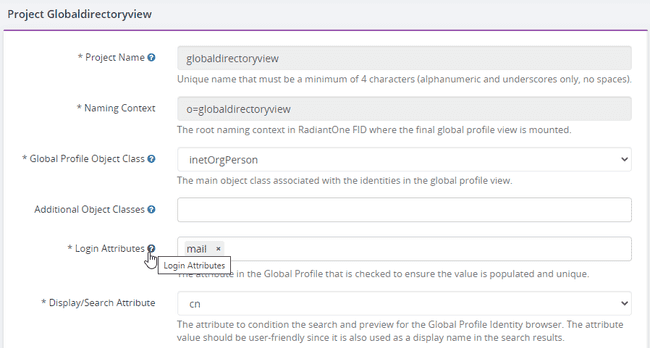 Project Globaldirectoryview
* Project Name ? globaldirectoryview
Unique name that must be a minimum of 4 characters (alphanumeric and underscores only, no spaces).
* Naming Context o=globaldirectoryview
The root naming context in RadiantOne FID where the final global profile view is mounted.
* Global Profile Object Class ? inetOrgPerson
The main object class associated with the identities in the global profile view.
Additional Object Classes ?
* Login Attributes ? mail ×
Login Attributes
The attribute in the Global Profile that is checked to ensure the value is populated and unique.
* Display/Search Attribute cn
The attribute to condition the search and preview for the Global Profile Identity browser. The attribute
value should be user-friendly since it is also used as a display name in the search results.